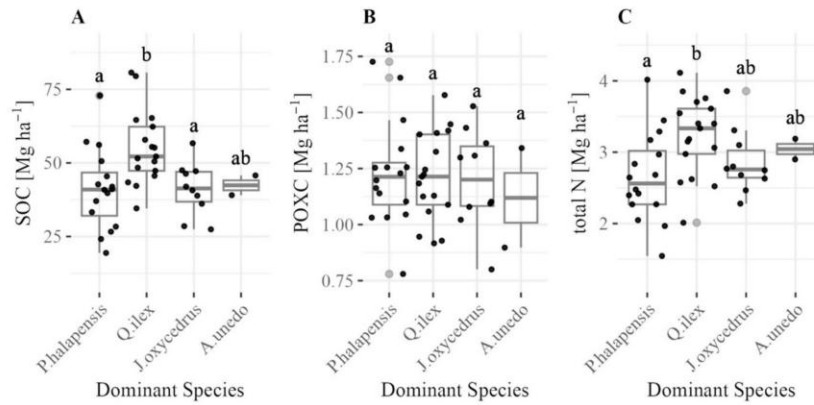 A
SOC [Mg ha⁻¹]
75
50
25
a
b
a
ab
P.halapensis
Q.ilex
J.oxycedrus
A.unedo
Dominant Species
B
POXC [Mg ha⁻¹]
1.75
1.50
1.25
1.00
0.75
a
a
a
a
P.halapensis
Q.ilex
J.oxycedrus
A.unedo
Dominant Species
C
total N [Mg ha⁻¹]
4
3
2
a
b
ab
ab
P.halapensis
Q.ilex
J.oxycedrus
A.unedo
Dominant Species